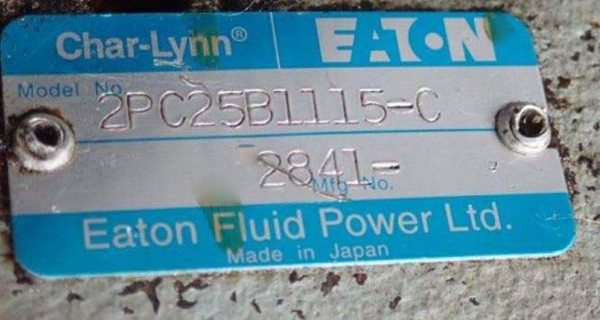 Char-Lynn® EATON
Model No.
2PC25B1115-C
2841-
Mfg No.
Eaton Fluid Power Ltd.
Made in Japan